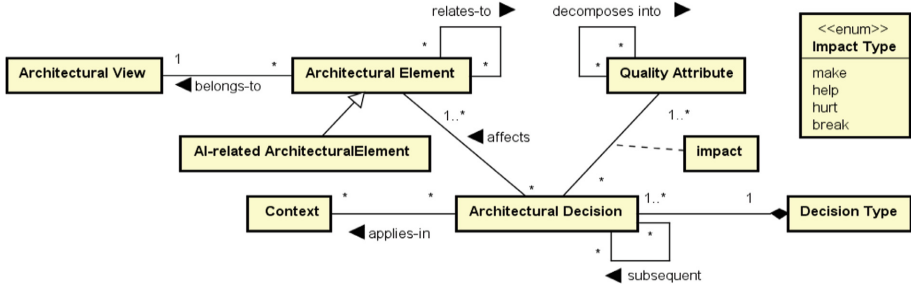 relates-to ▶
decomposes into ▶
<<enum>>
Impact Type
make
help
hurt
break
Architectural View
1
*
◀ belongs-to
Architectural Element
*
*
Quality Attribute
*
*
1..*
◀ affects
1..*
AI-related ArchitecturalElement
impact
*
*
Context
*
*
◀ applies-in
Architectural Decision
1..*
1
Decision Type
*
*
◀ subsequent